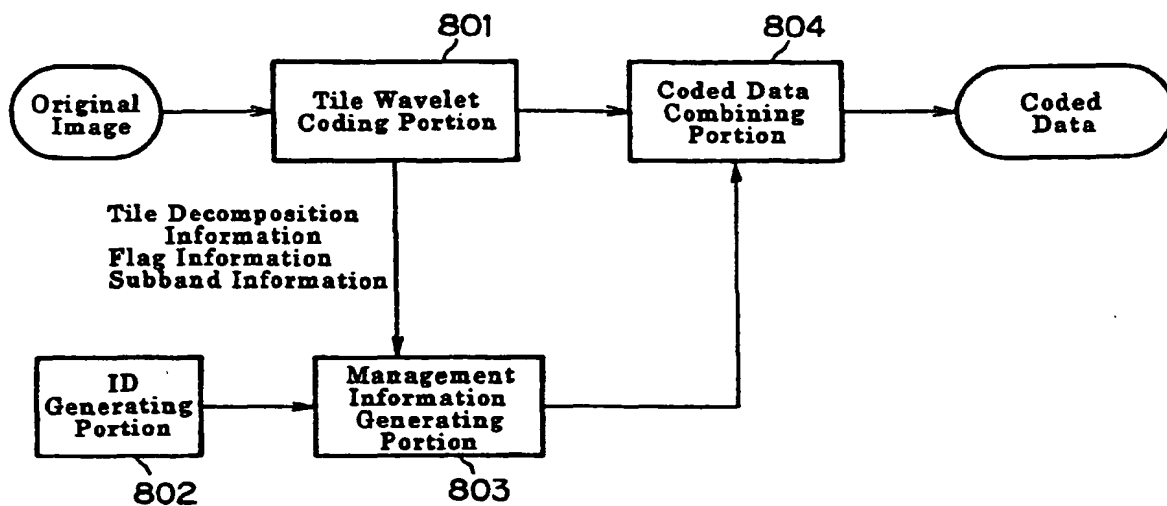 801
804
Original
Image
Tile Wavelet
Coding Portion
Coded Data
Combining
Portion
Coded
Data
Tile Decomposition
Information
Flag Information
Subband Information
ID
Generating
Portion
Management
Information
Generating
Portion
802
803